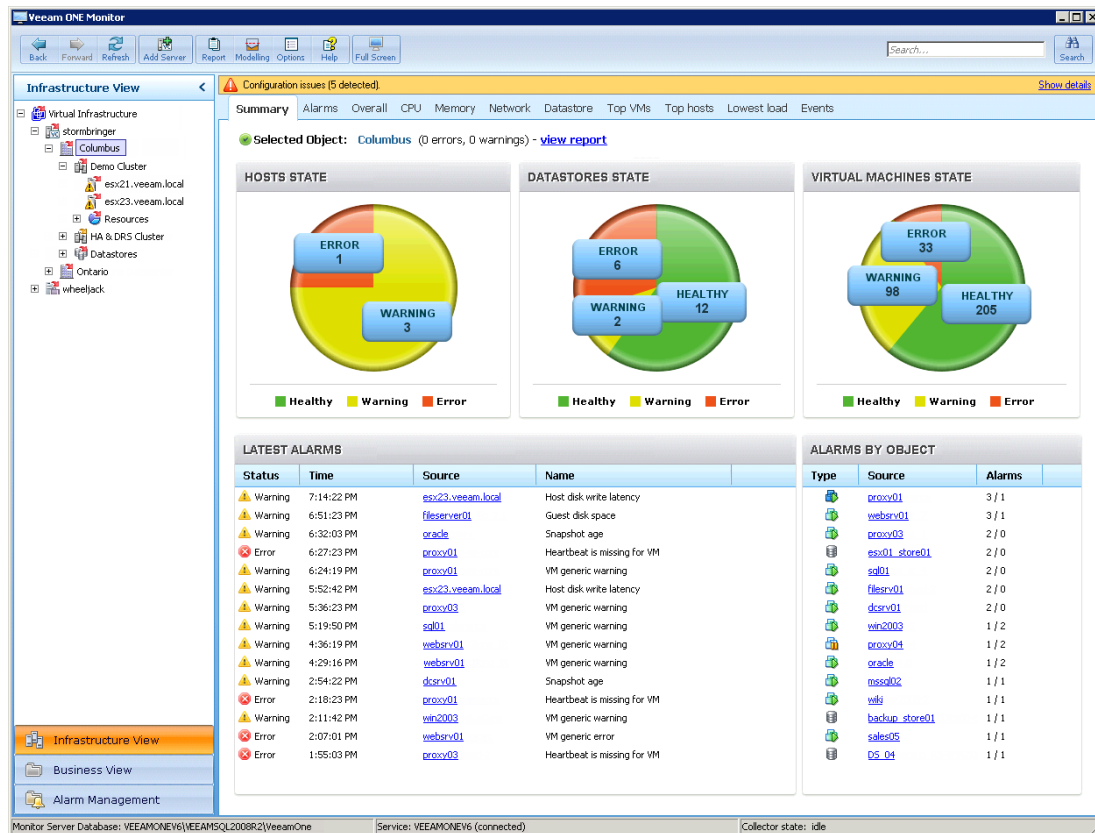 Veeam ONE Monitor
Back Forward Refresh Add Server Report Modelling Options Help Full Screen Search... Search
Infrastructure View <
Configuration issues (5 detected). Show details
Virtual Infrastructure
stormbringer
Columbus
Demo Cluster
esx21.veeam.local
esx23.veeam.local
Resources
HA & DRS Cluster
Datastores
Ontario
wheeljack
Summary Alarms Overall CPU Memory Network Datastore Top VMs Top hosts Lowest load Events
Selected Object: Columbus (0 errors, 0 warnings) - view report
HOSTS STATE
ERROR
1
WARNING
3
Healthy Warning Error
DATASTORES STATE
ERROR
6
HEALTHY
12
WARNING
2
Healthy Warning Error
VIRTUAL MACHINES STATE
ERROR
33
WARNING
98
HEALTHY
205
Healthy Warning Error
LATEST ALARMS
Status Time Source Name
Warning 7:14:22 PM esx23.veeam.local Host disk write latency
Warning 6:51:23 PM fileserver01 Guest disk space
Warning 6:32:03 PM oracle Snapshot age
Error 6:27:23 PM proxy01 Heartbeat is missing for VM
Warning 6:24:19 PM proxy01 VM generic warning
Warning 5:52:42 PM esx23.veeam.local Host disk write latency
Warning 5:36:23 PM proxy03 VM generic warning
Warning 5:19:50 PM sql01 VM generic warning
Warning 4:36:19 PM websrv01 VM generic warning
Warning 4:29:16 PM websrv01 VM generic warning
Warning 2:54:22 PM dcsrv01 Snapshot age
Error 2:18:23 PM proxy01 Heartbeat is missing for VM
Warning 2:11:42 PM win2003 VM generic warning
Error 2:07:01 PM websrv01 VM generic error
Error 1:55:03 PM proxy03 Heartbeat is missing for VM
ALARMS BY OBJECT
Type Source Alarms
proxy01 3 / 1
websrv01 3 / 1
proxy03 2 / 0
esx01_store01 2 / 0
sql01 2 / 0
filesrv01 2 / 0
dcsrv01 2 / 0
win2003 1 / 2
proxy04 1 / 2
oracle 1 / 2
mssql02 1 / 1
wiki 1 / 1
backup_store01 1 / 1
sales05 1 / 1
DS_04 1 / 1
Infrastructure View
Business View
Alarm Management
Monitor Server Database: VEEAMONEV6\VEEAMSQL2008R2\VeeamOne Service: VEEAMONEV6 (connected) Collector state: idle